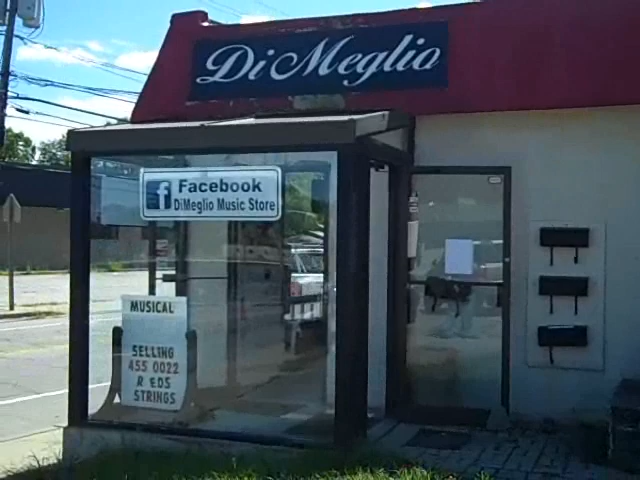 DiMeglio
f Facebook
DiMeglio Music Store
MUSICAL
SELLING
455 0022
R EDS
STRINGS